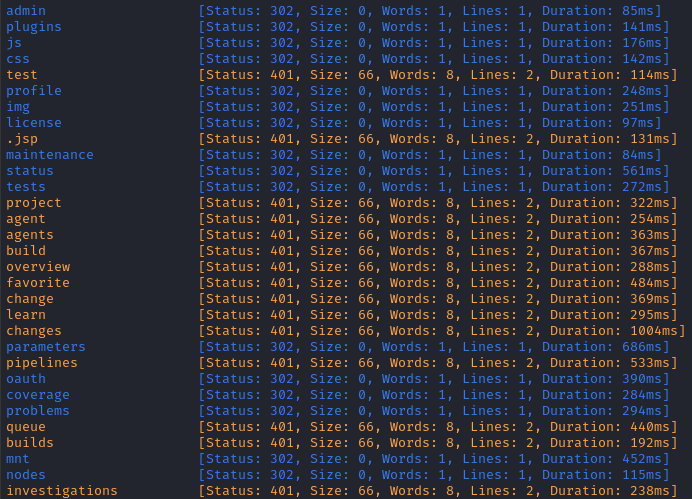 admin [Status: 302, Size: 0, Words: 1, Lines: 1, Duration: 85ms]
plugins [Status: 302, Size: 0, Words: 1, Lines: 1, Duration: 141ms]
js [Status: 302, Size: 0, Words: 1, Lines: 1, Duration: 176ms]
css [Status: 302, Size: 0, Words: 1, Lines: 1, Duration: 142ms]
test [Status: 401, Size: 66, Words: 8, Lines: 2, Duration: 114ms]
profile [Status: 302, Size: 0, Words: 1, Lines: 1, Duration: 248ms]
img [Status: 302, Size: 0, Words: 1, Lines: 1, Duration: 251ms]
license [Status: 302, Size: 0, Words: 1, Lines: 1, Duration: 97ms]
.jsp [Status: 401, Size: 66, Words: 8, Lines: 2, Duration: 131ms]
maintenance [Status: 302, Size: 0, Words: 1, Lines: 1, Duration: 84ms]
status [Status: 302, Size: 0, Words: 1, Lines: 1, Duration: 561ms]
tests [Status: 302, Size: 0, Words: 1, Lines: 1, Duration: 272ms]
project [Status: 401, Size: 66, Words: 8, Lines: 2, Duration: 322ms]
agent [Status: 401, Size: 66, Words: 8, Lines: 2, Duration: 254ms]
agents [Status: 401, Size: 66, Words: 8, Lines: 2, Duration: 363ms]
build [Status: 401, Size: 66, Words: 8, Lines: 2, Duration: 367ms]
overview [Status: 401, Size: 66, Words: 8, Lines: 2, Duration: 288ms]
favorite [Status: 401, Size: 66, Words: 8, Lines: 2, Duration: 484ms]
change [Status: 401, Size: 66, Words: 8, Lines: 2, Duration: 369ms]
learn [Status: 401, Size: 66, Words: 8, Lines: 2, Duration: 295ms]
changes [Status: 401, Size: 66, Words: 8, Lines: 2, Duration: 1004ms]
parameters [Status: 302, Size: 0, Words: 1, Lines: 1, Duration: 686ms]
pipelines [Status: 401, Size: 66, Words: 8, Lines: 2, Duration: 533ms]
oauth [Status: 302, Size: 0, Words: 1, Lines: 1, Duration: 390ms]
coverage [Status: 302, Size: 0, Words: 1, Lines: 1, Duration: 284ms]
problems [Status: 302, Size: 0, Words: 1, Lines: 1, Duration: 294ms]
queue [Status: 401, Size: 66, Words: 8, Lines: 2, Duration: 440ms]
builds [Status: 401, Size: 66, Words: 8, Lines: 2, Duration: 192ms]
mnt [Status: 302, Size: 0, Words: 1, Lines: 1, Duration: 452ms]
nodes [Status: 302, Size: 0, Words: 1, Lines: 1, Duration: 115ms]
investigations [Status: 401, Size: 66, Words: 8, Lines: 2, Duration: 238ms]